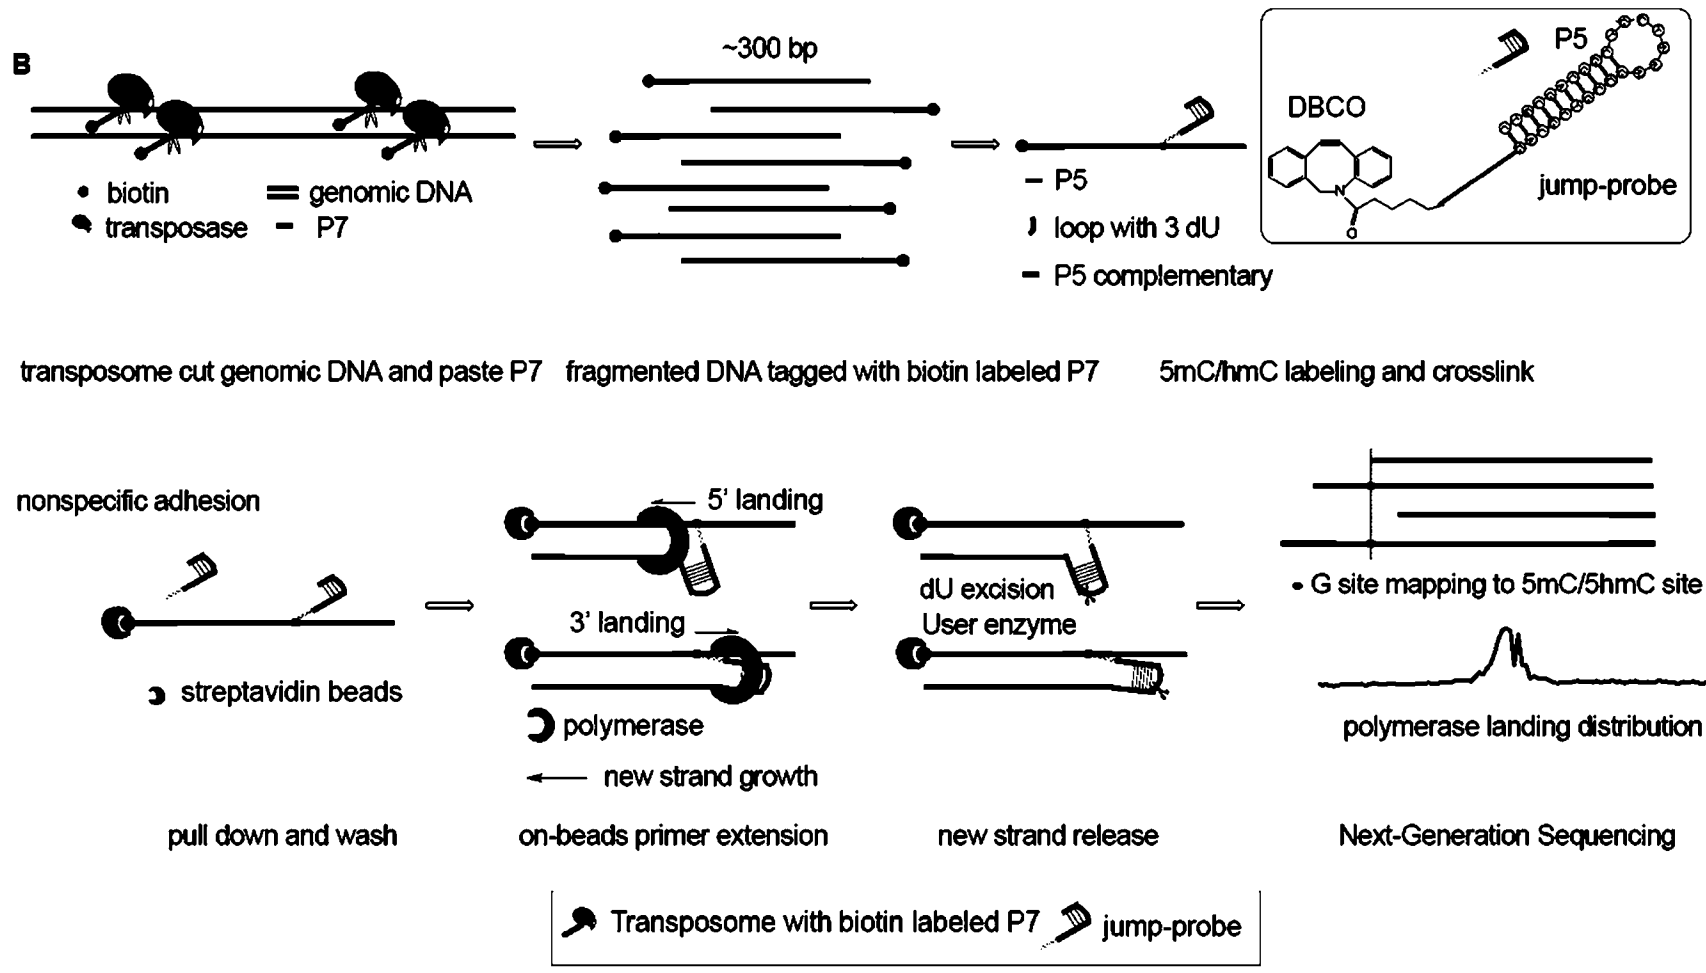 B
~300 bp
P5
DBCO
N
O
jump-probe
biotin
genomic DNA
transposase
P7
P5
loop with 3 dU
P5 complementary
transposome cut genomic DNA and paste P7
fragmented DNA tagged with biotin labeled P7
5mC/hmC labeling and crosslink
nonspecific adhesion
streptavidin beads
pull down and wash
5' landing
3' landing
polymerase
new strand growth
on-beads primer extension
dU excision
User enzyme
new strand release
G site mapping to 5mC/5hmC site
polymerase landing distribution
Next-Generation Sequencing
Transposome with biotin labeled P7
jump-probe